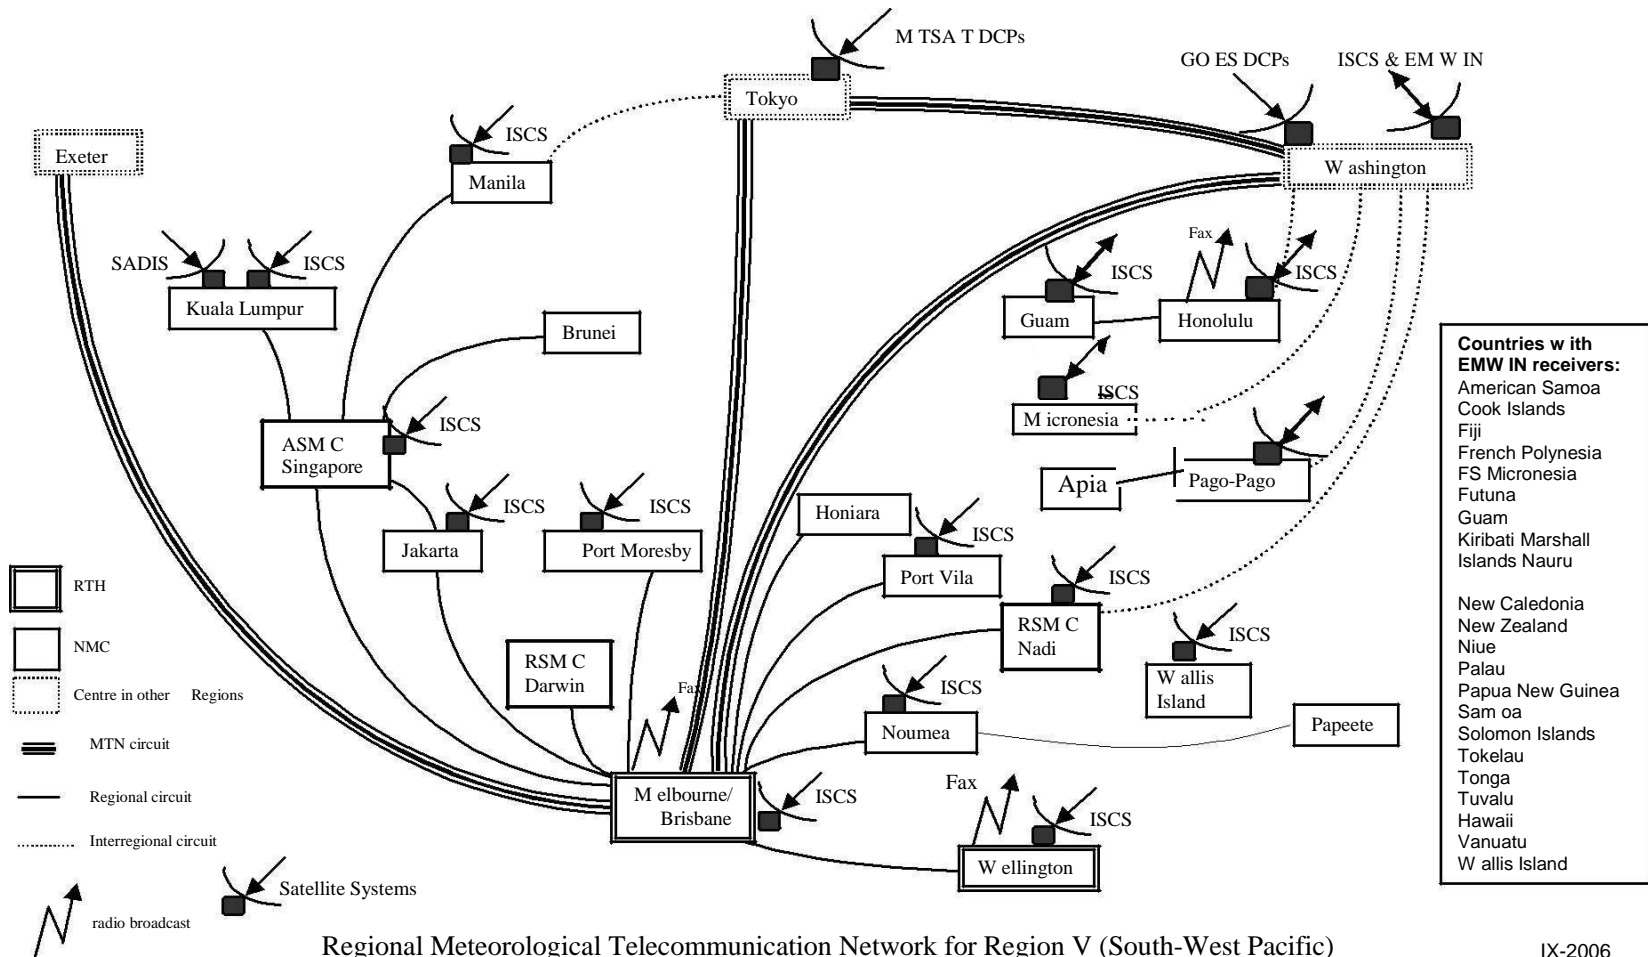 M TSA T DCPs
GO ES DCPs
ISCS & EM W IN
Tokyo
ISCS
Exeter
Manila
W ashington
Fax
SADIS
ISCS
ISCS
ISCS
Kuala Lumpur
Guam
Honolulu
Brunei
ISCS
M icronesia
ISCS
ASM C
Singapore
Apia
Pago-Pago
ISCS
ISCS
Honiara
ISCS
Jakarta
Port Moresby
Port Vila
ISCS
RSM C
Nadi
ISCS
RSM C
Darwin
W allis
Island
Fax
ISCS
Noumea
Papeete
M elbourne/
Brisbane
ISCS
Fax
ISCS
W ellington
RTH
NMC
Centre in other Regions
MTN circuit
Regional circuit
Interregional circuit
radio broadcast
Satellite Systems
Countries w ith
EMW IN receivers:
American Samoa
Cook Islands
Fiji
French Polynesia
FS Micronesia
Futuna
Guam
Kiribati Marshall
Islands Nauru
New Caledonia
New Zealand
Niue
Palau
Papua New Guinea
Sam oa
Solomon Islands
Tokelau
Tonga
Tuvalu
Hawaii
Vanuatu
W allis Island
Regional Meteorological Telecommunication Network for Region V (South-West Pacific)
IX-2006